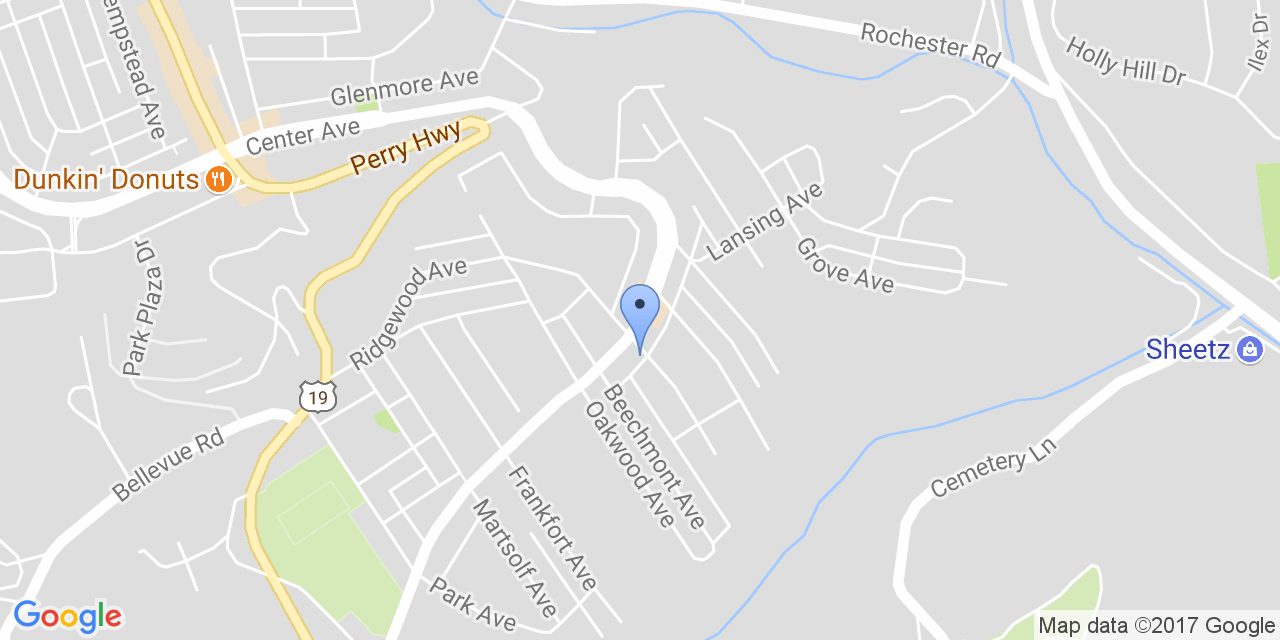 empstead Ave
Rochester Rd
Holly Hill Dr
Ilex Dr
Glenmore Ave
Center Ave
Perry Hwy
Dunkin' Donuts
Lansing Ave
Grove Ave
Park Plaza Dr
Ridgewood Ave
Sheetz
19
Bellevue Rd
Beechmont Ave
Oakwood Ave
Cemetery Ln
Frankfort Ave
Martsolf Ave
Park Ave
Google
Map data ©2017 Google